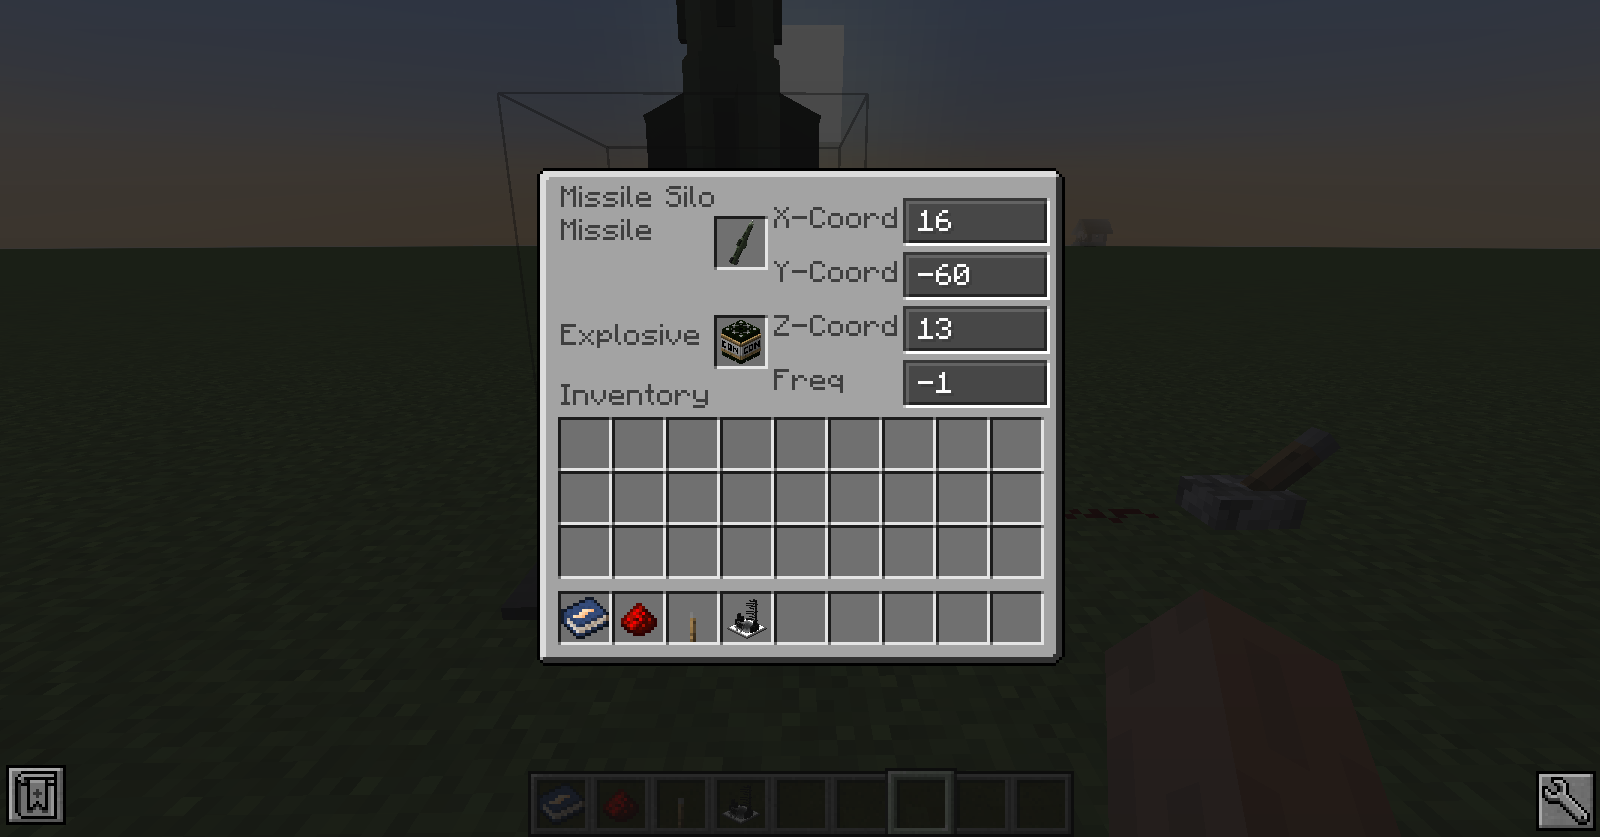 Missile Silo
Missile
X-Coord 16
Y-Coord -60
Explosive
Z-Coord 13
Freq -1
Inventory